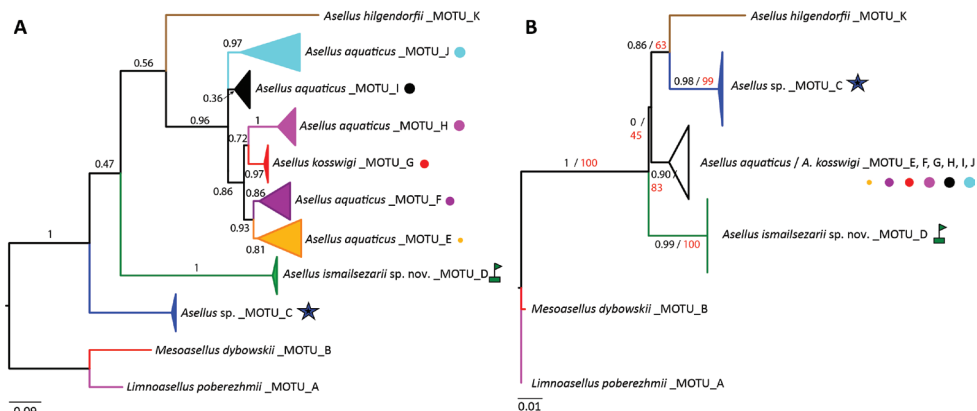 A
Asellus hilgendorfii _MOTU_K
0.97
Asellus aquaticus _MOTU_J
0.56
Asellus aquaticus _MOTU_I
0.36
0.96
1
Asellus aquaticus _MOTU_H
0.72
Asellus kosswigi _MOTU_G
0.97
0.47
0.86
0.86
Asellus aquaticus _MOTU_F
0.93
Asellus aquaticus _MOTU_E
0.81
1
1
Asellus ismailsezarii sp. nov. _MOTU_D
Asellus sp. _MOTU_C
Mesoasellus dybowskii _MOTU_B
Limnoasellus poberezhmii _MOTU_A
0.09
B
Asellus hilgendorfii _MOTU_K
0.86 / 63
0.98 / 99
Asellus sp. _MOTU_C
0 /
45
1 / 100
Asellus aquaticus / A. kosswigi _MOTU_E, F, G, H, I, J
0.90/
83
Asellus ismailsezarii sp. nov. _MOTU_D
0.99 / 100
Mesoasellus dybowskii _MOTU_B
Limnoasellus poberezhmii _MOTU_A
0.01